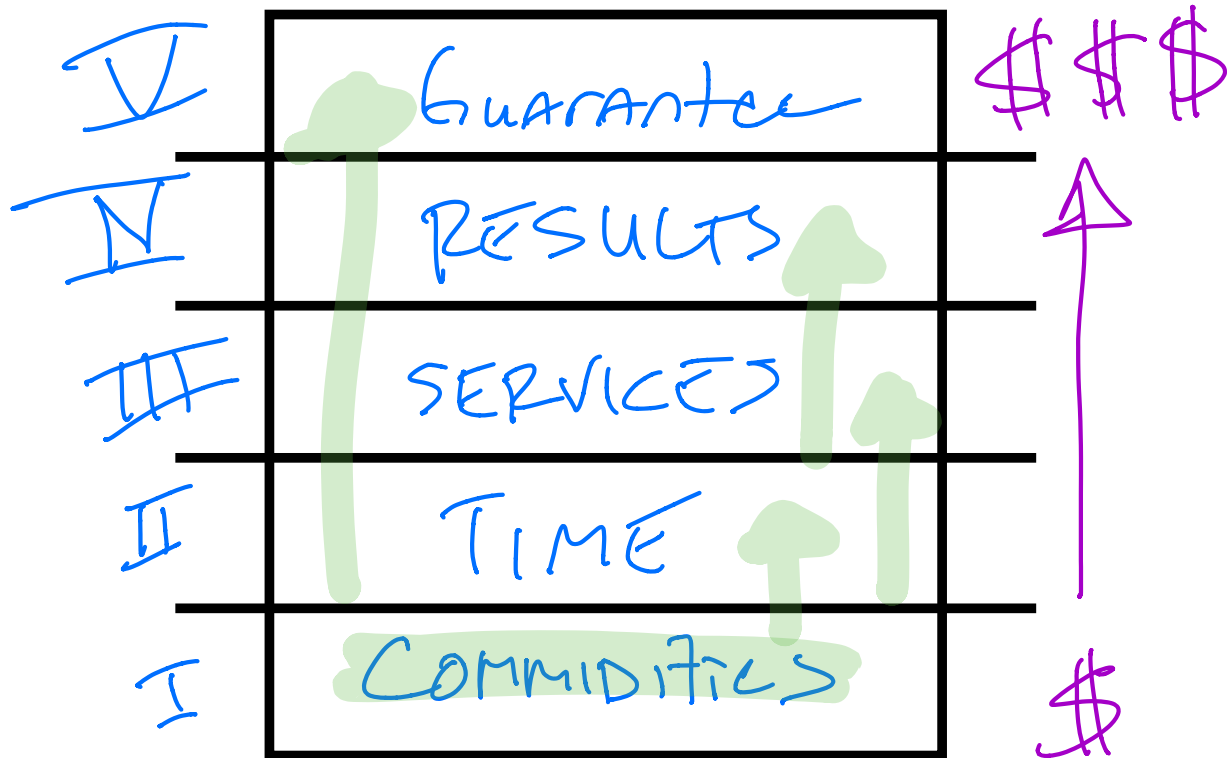 V Guarantee $ $ $
IV RESULTS
III SERVICES
II TIME
I COMMIDITIES $